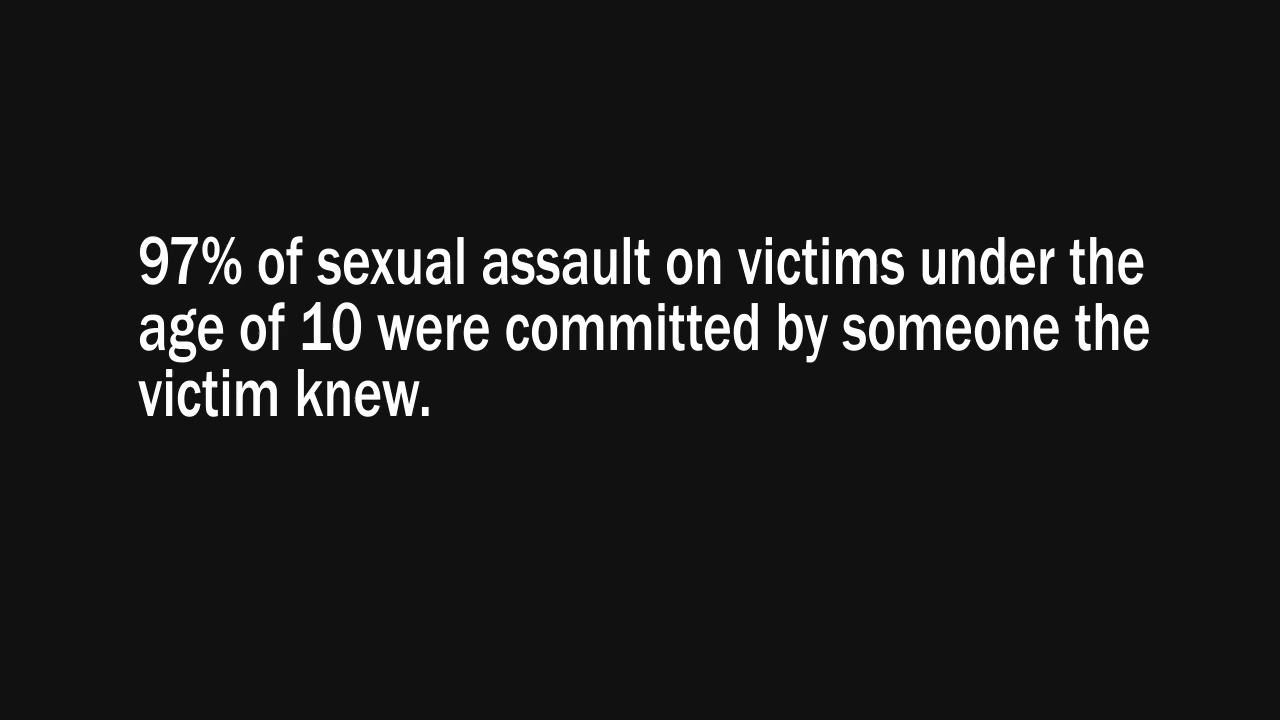 97% of sexual assault on victims under the
age of 10 were committed by someone the
victim knew.